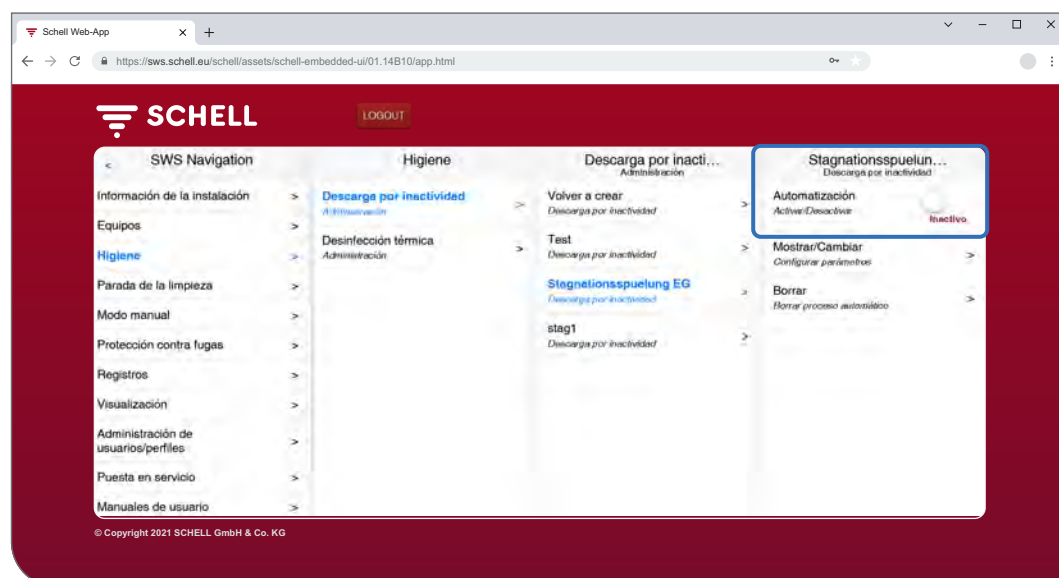 Schell Web-App
https://sws.schell.eu/schell/assets/schell-embedded-ui/01.14B10/app.html
SCHELL
LOGOUT
SWS Navigation
Información de la instalación
Equipos
Higiene
Parada de la limpieza
Modo manual
Protección contra fugas
Registros
Visualización
Administración de
usuarios/perfiles
Puesta en servicio
Manuales de usuario
Higiene
Descarga por inactividad
Administración
Desinfección térmica
Administración
Descarga por inacti...
Administración
Volver a crear
Descarga por inactividad
Test
Descarga por inactividad
Stagnationsspuelung EG
Descarga por inactividad
stag1
Descarga por inactividad
Stagnationsspuelun...
Descarga por inactividad
Automatización
Activar/Desactivar
Inactivo
Mostrar/Cambiar
Configurar parámetros
Borrar
Borrar proceso automático
© Copyright 2021 SCHELL GmbH & Co. KG